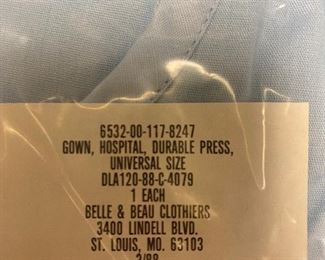 6532-00-117-8247
GOWN, HOSPITAL, DURABLE PRESS,
UNIVERSAL SIZE
DLA120-88-C-4079
1 EACH
BELLE & BEAU CLOTHIERS
3400 LINDELL BLVD.
ST. LOUIS, MO. 63103